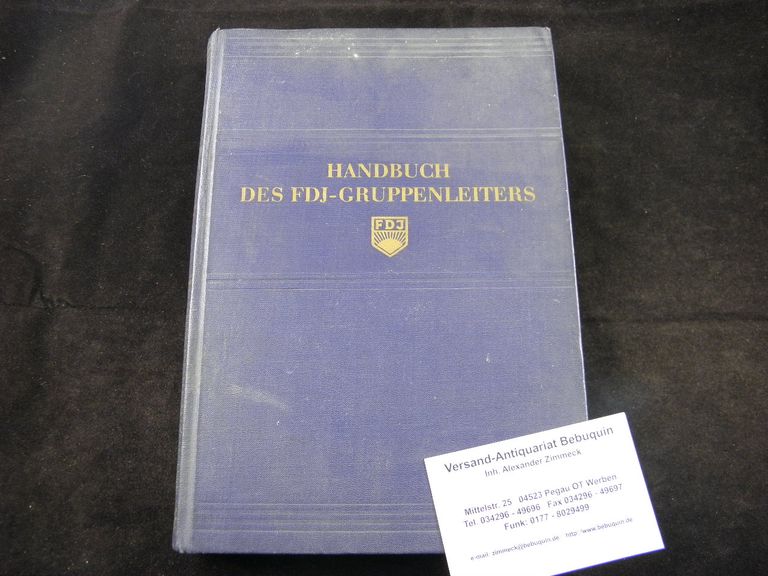 HANDBUCH
DES FDJ-GRUPPENLEITERS
FDJ
Versand-Antiquariat Bebuquin
Inh. Alexander Zimmeck
Mittelstr. 25 04523 Pegau OT Werben
Tel. 034296 - 49696 Fax 034296 - 49697
Funk: 0177 - 8029499
e-mail: zimmeck@bebuquin.de http: www.bebuquin.de